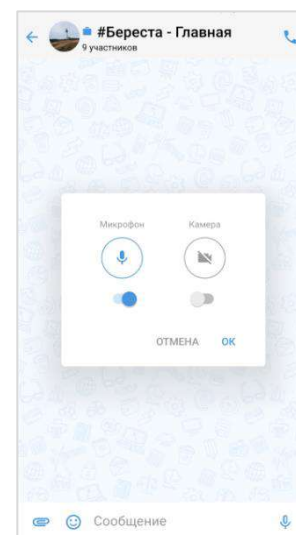 #Береста - Главная
9 участников
Микрофон Камера
ОТМЕНА ОК
Сообщение